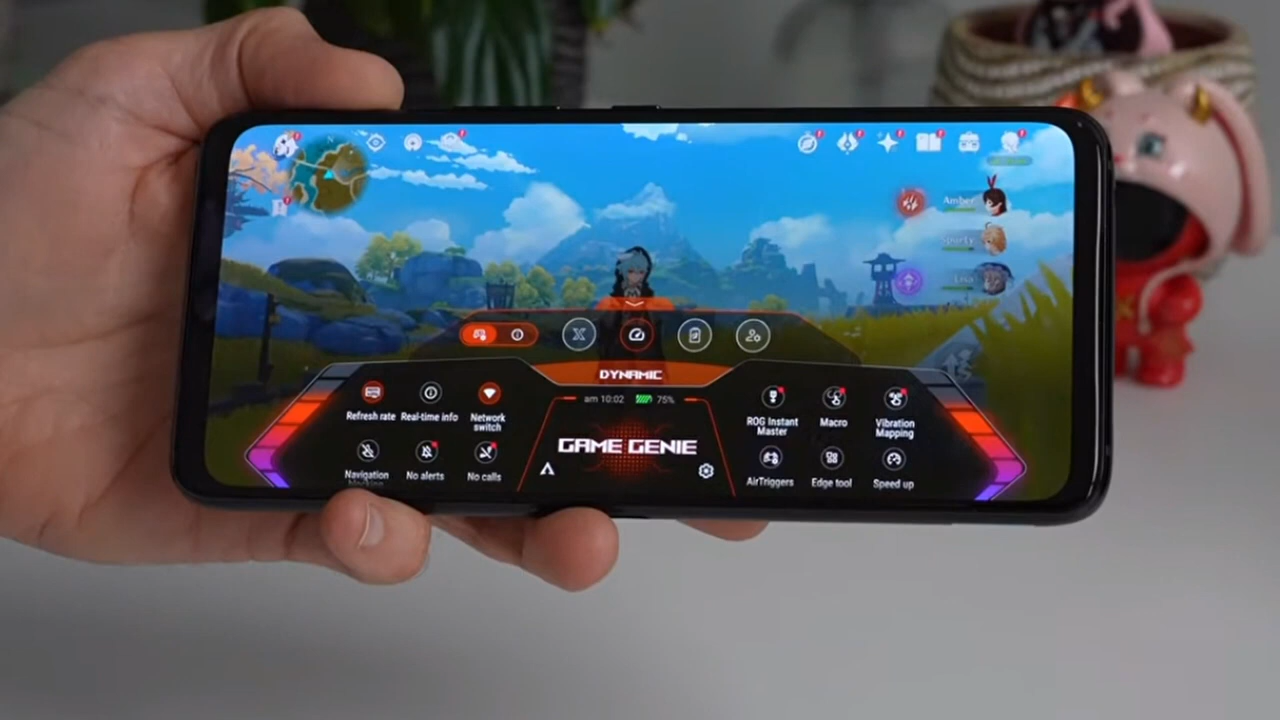 Amber
Lisa
DYNAMIC
am 10:02 75%
Refresh rate
Real-time info
Network
switch
GAME GENIE
ROG Instant
Master
Macro
Vibration
Mapping
Navigation
No alerts
No calls
AirTriggers
Edge tool
Speed up